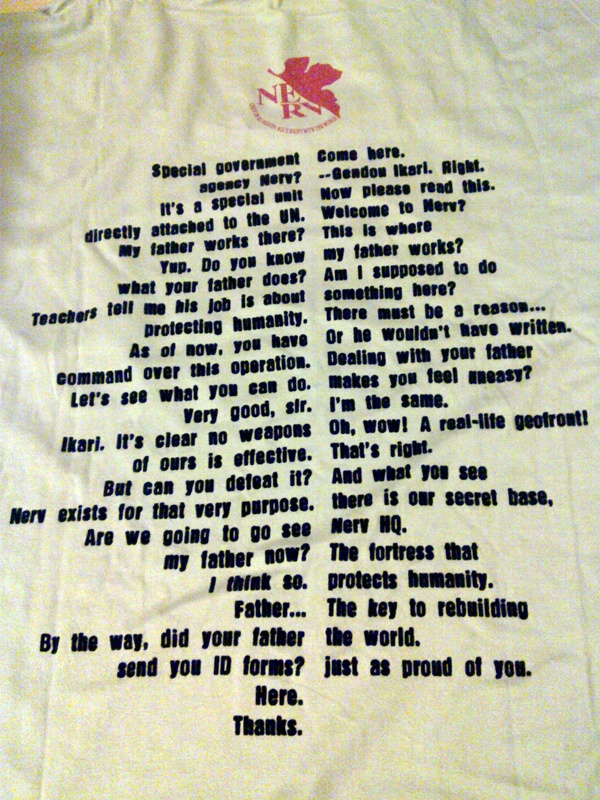 NERV
Special government
agency Nerv?
It's a special unit
directly attached to the UN.
My father works there?
Yup. Do you know
what your father does?
Teachers tell me his job is about
protecting humanity.
As of now, you have
command over this operation.
Let's see what you can do.
Very good, sir.
Ikari. It's clear no weapons
of ours is effective.
But can you defeat it?
Nerv exists for that very purpose.
Are we going to go see
my father now?
I think so.
Father...
By the way, did your father
send you ID forms?
Here.
Thanks.
Come here.
--Gendou Ikari. Right.
Now please read this.
Welcome to Nerv?
This is where
my father works?
Am I supposed to do
something here?
There must be a reason...
Or he wouldn't have written.
Dealing with your father
makes you feel uneasy?
I'm the same.
Oh, wow! A real-life geofront!
That's right.
And what you see
there is our secret base,
Nerv HQ.
The fortress that
protects humanity.
The key to rebuilding
the world.
just as proud of you.